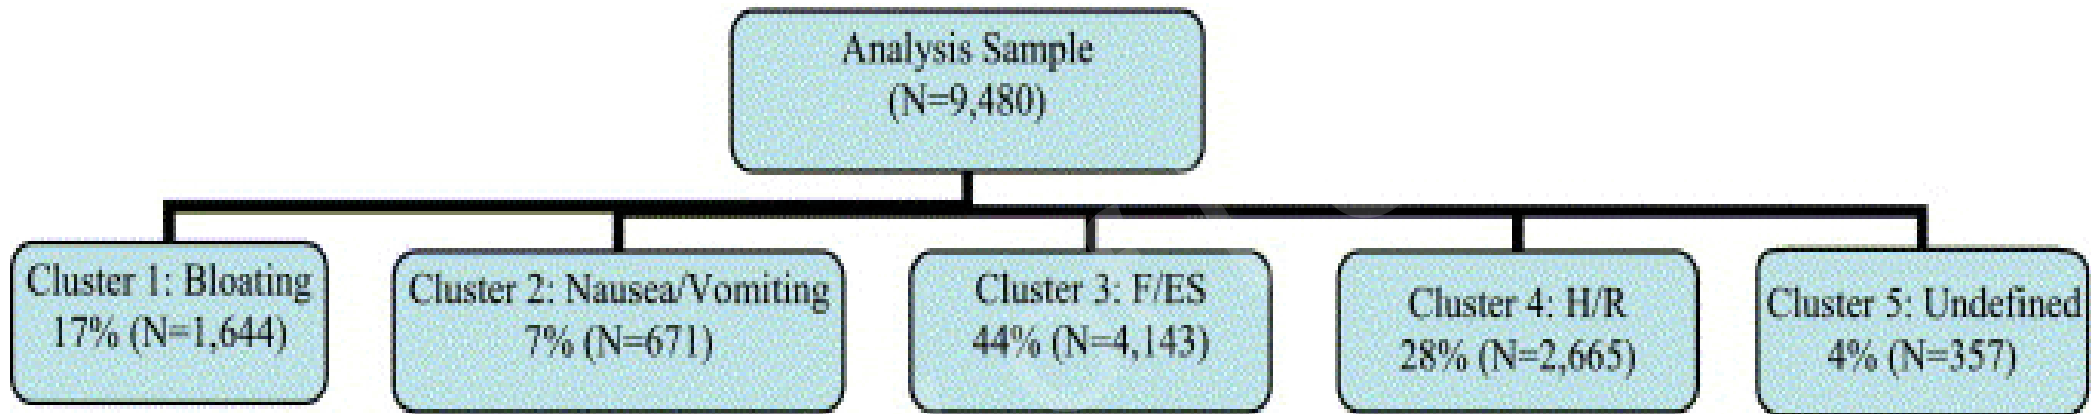 Analysis Sample
(N=9,480)
Cluster 1: Bloating
17% (N=1,644)
Cluster 2: Nausea/Vomiting
7% (N=671)
Cluster 3: F/ES
44% (N=4,143)
Cluster 4: H/R
28% (N=2,665)
Cluster 5: Undefined
4% (N=357)